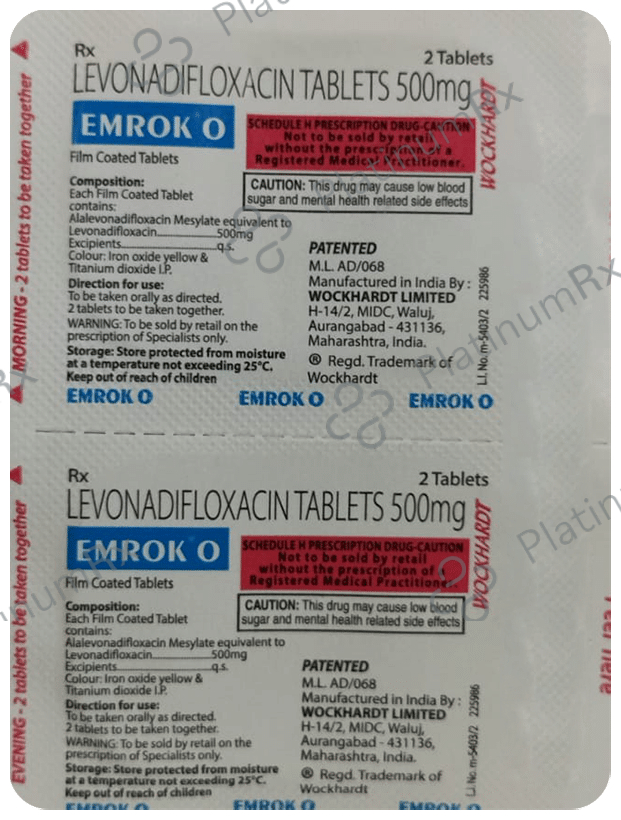 MORNING - 2 tablets to be taken together
Rx
2 Tablets
LEVONADIFLOXACIN TABLETS 500mg
EMROK O
SCHEDULE H PRESCRIPTION DRUG-CAUTION
Not to be sold by retail
without the prescription of a
Registered Medical Practitioner.
WOCKHARDT
Film Coated Tablets
CAUTION: This drug may cause low blood
sugar and mental health related side effects
Composition:
Each Film Coated Tablet
contains:
Alalevonadifloxacin Mesylate equivalent to
Levonadifloxacin 500mg
Excipients q.s.
Colour: Iron oxide yellow &
Titanium dioxide I.P.
Direction for use:
To be taken orally as directed.
2 tablets to be taken together.
WARNING: To be sold by retail on the
prescription of Specialists only.
Storage: Store protected from moisture
at a temperature not exceeding 25°C.
Keep out of reach of children
PATENTED
M.L. AD/068
Manufactured in India By :
WOCKHARDT LIMITED
H-14/2, MIDC, Waluj,
Aurangabad - 431136,
Maharashtra, India.
® Regd. Trademark of
Wockhardt
L.I. No. m-5403/2 225986
EMROK O EMROK O EMROK O
EVENING - 2 tablets to be taken together
Rx
2 Tablets
LEVONADIFLOXACIN TABLETS 500mg
EMROK O
SCHEDULE H PRESCRIPTION DRUG-CAUTION
Not to be sold by retail
without the prescription of a
Registered Medical Practitioner.
WOCKHARDT
Film Coated Tablets
CAUTION: This drug may cause low blood
sugar and mental health related side effects
Composition:
Each Film Coated Tablet
contains:
Alalevonadifloxacin Mesylate equivalent to
Levonadifloxacin 500mg
Excipients q.s.
Colour: Iron oxide yellow &
Titanium dioxide I.P.
Direction for use:
To be taken orally as directed.
2 tablets to be taken together.
WARNING: To be sold by retail on the
prescription of Specialists only.
Storage: Store protected from moisture
at a temperature not exceeding 25°C.
Keep out of reach of children
PATENTED
M.L. AD/068
Manufactured in India By :
WOCKHARDT LIMITED
H-14/2, MIDC, Waluj,
Aurangabad - 431136,
Maharashtra, India.
® Regd. Trademark of
Wockhardt
L.I. No. m-5403/2 225986
EMROK O EMROK O EMROK O
PlatinumRx
PlatinumRx